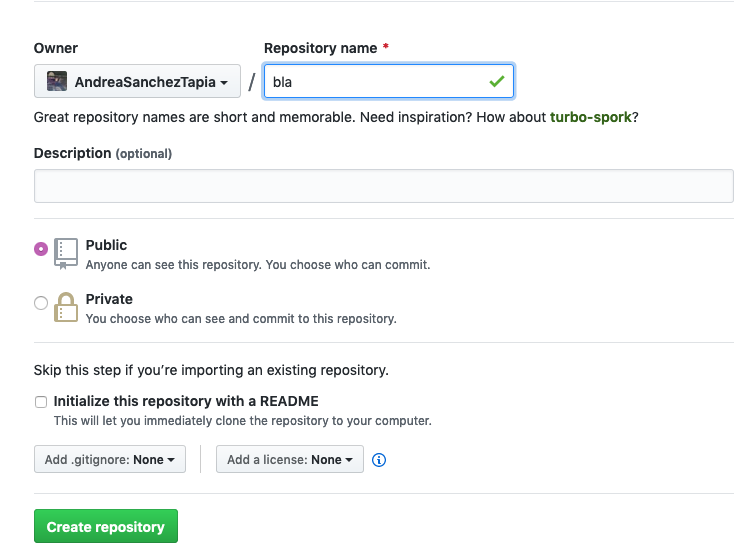 Owner
Repository name *
AndreaSanchezTapia / bla
Great repository names are short and memorable. Need inspiration? How about turbo-spork?
Description (optional)
Public
Anyone can see this repository. You choose who can commit.
Private
You choose who can see and commit to this repository.
Skip this step if you’re importing an existing repository.
Initialize this repository with a README
This will let you immediately clone the repository to your computer.
Add .gitignore: None
Add a license: None
Create repository